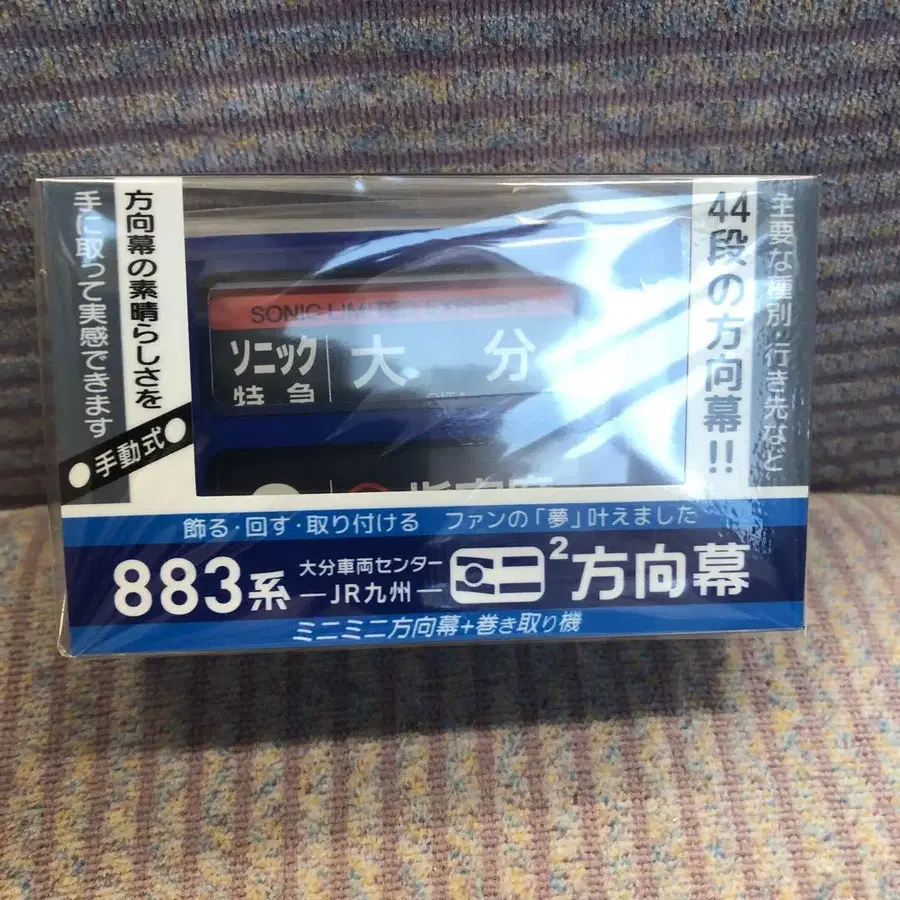 手に取って実感できます
方向幕の素晴らしさを
●手動式●
44段の方向幕!!
主要な種別・行き先など
SONIC LIMITED EXPRESS
ソニック
特急
大分
飾る・回す・取り付ける ファンの「夢」叶えました
883系
大分車両センター
―JR九州―
2方向幕
ミニミニ方向幕+巻き取り機